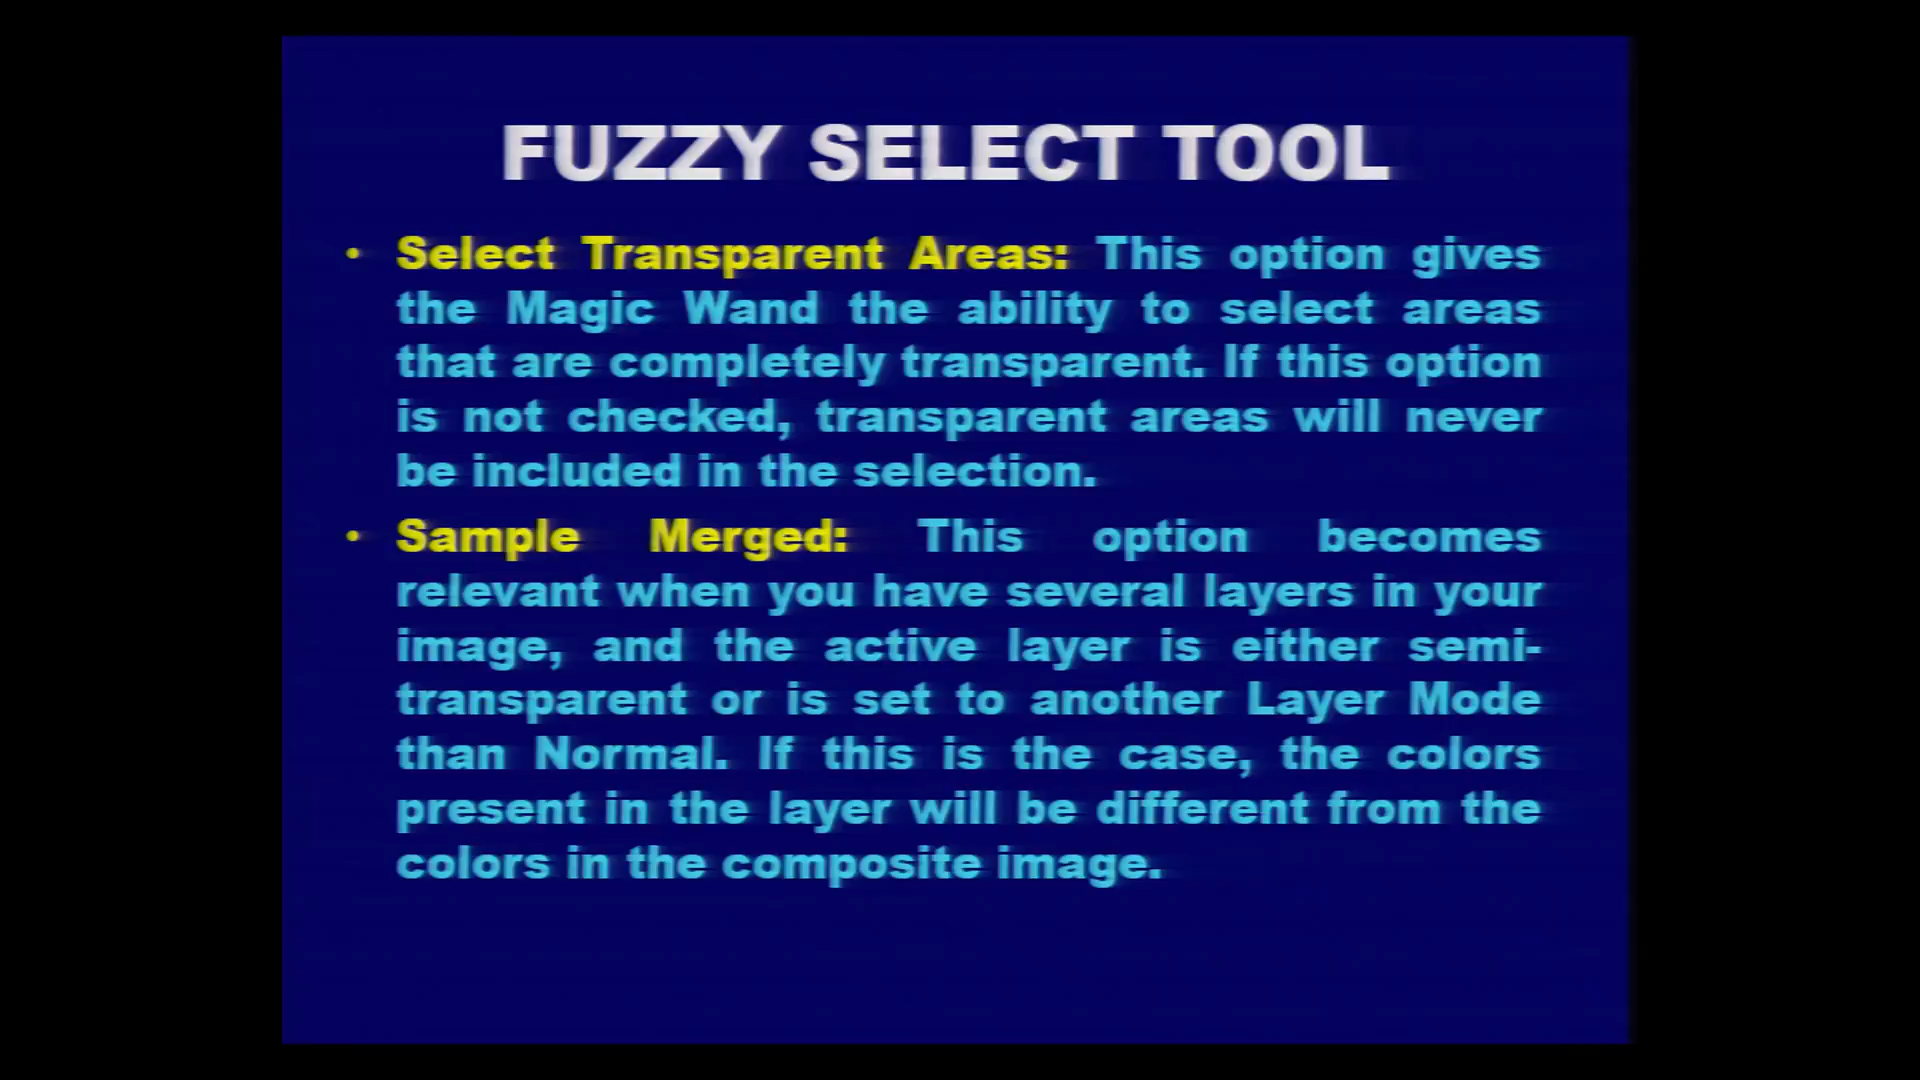 FUZZY SELECT TOOL
• Select Transparent Areas: This option gives
the Magic Wand the ability to select areas
that are completely transparent. If this option
is not checked, transparent areas will never
be included in the selection.
• Sample Merged: This option becomes
relevant when you have several layers in your
image, and the active layer is either semi-
transparent or is set to another Layer Mode
than Normal. If this is the case, the colors
present in the layer will be different from the
colors in the composite image.